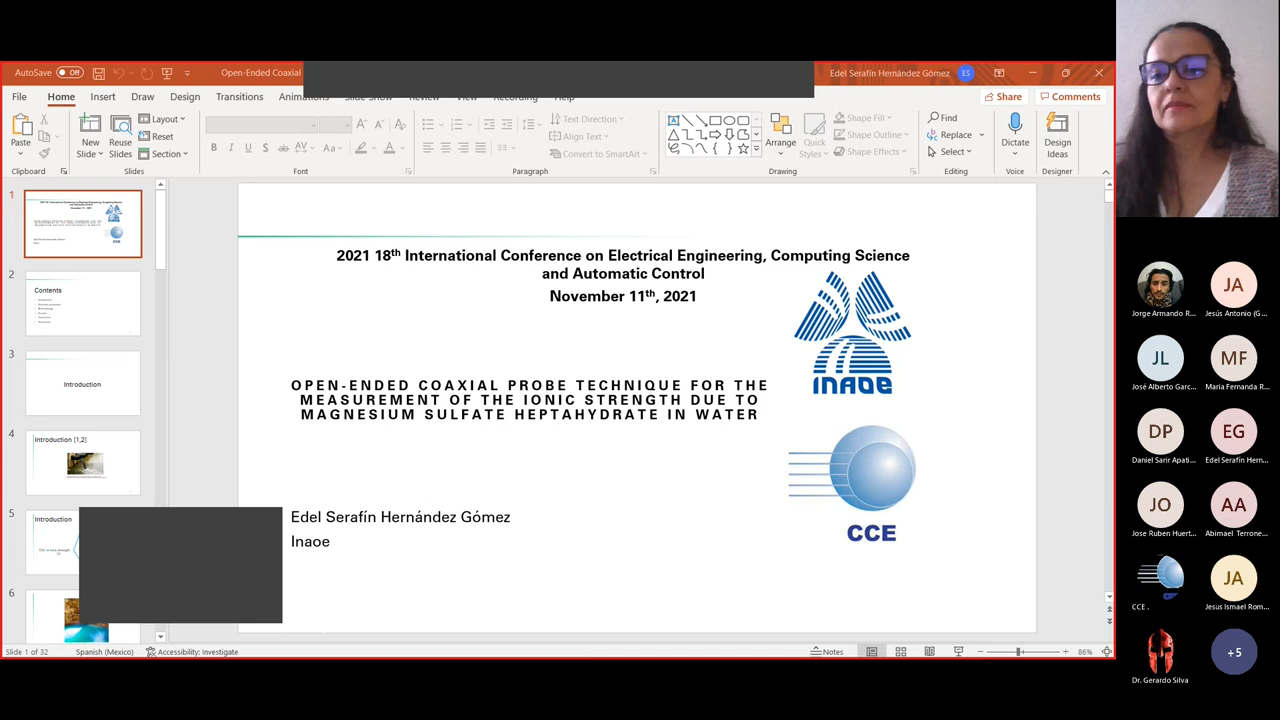 AutoSave Off
Open-Ended Coaxial
Edel Serafín Hernández Gómez ES
File Home Insert Draw Design Transitions
Share Comments
Paste
New Slide
Reuse Slides
Layout
Reset
Section
Text Direction
Align Text
Convert to SmartArt
Arrange
Quick Styles
Shape Fill
Shape Outline
Shape Effects
Find
Replace
Select
Dictate
Design Ideas
Clipboard Slides Font Paragraph Drawing Editing Voice Designer
1
2
Contents
3
Introduction
4
Introduction [1,2]
5
Introduction
6
2021 18th International Conference on Electrical Engineering, Computing Science
and Automatic Control
November 11th, 2021
INAOE
OPEN-ENDED COAXIAL PROBE TECHNIQUE FOR THE
MEASUREMENT OF THE IONIC STRENGTH DUE TO
MAGNESIUM SULFATE HEPTAHYDRATE IN WATER
CCE
Edel Serafín Hernández Gómez
Inaoe
Slide 1 of 32 Spanish (Mexico) Accessibility: Investigate Notes 86%
Jorge Armando R...
JA
Jesús Antonio (G...
JL
José Alberto Garc...
MF
Maria Fernanda R...
DP
Daniel Sarir Apati...
EG
Edel Serafín Hern...
JO
Jose Ruben Huert...
AA
Abimael Terrone...
CCE .
JA
Jesus Ismael Rom...
Dr. Gerardo Silva
+5